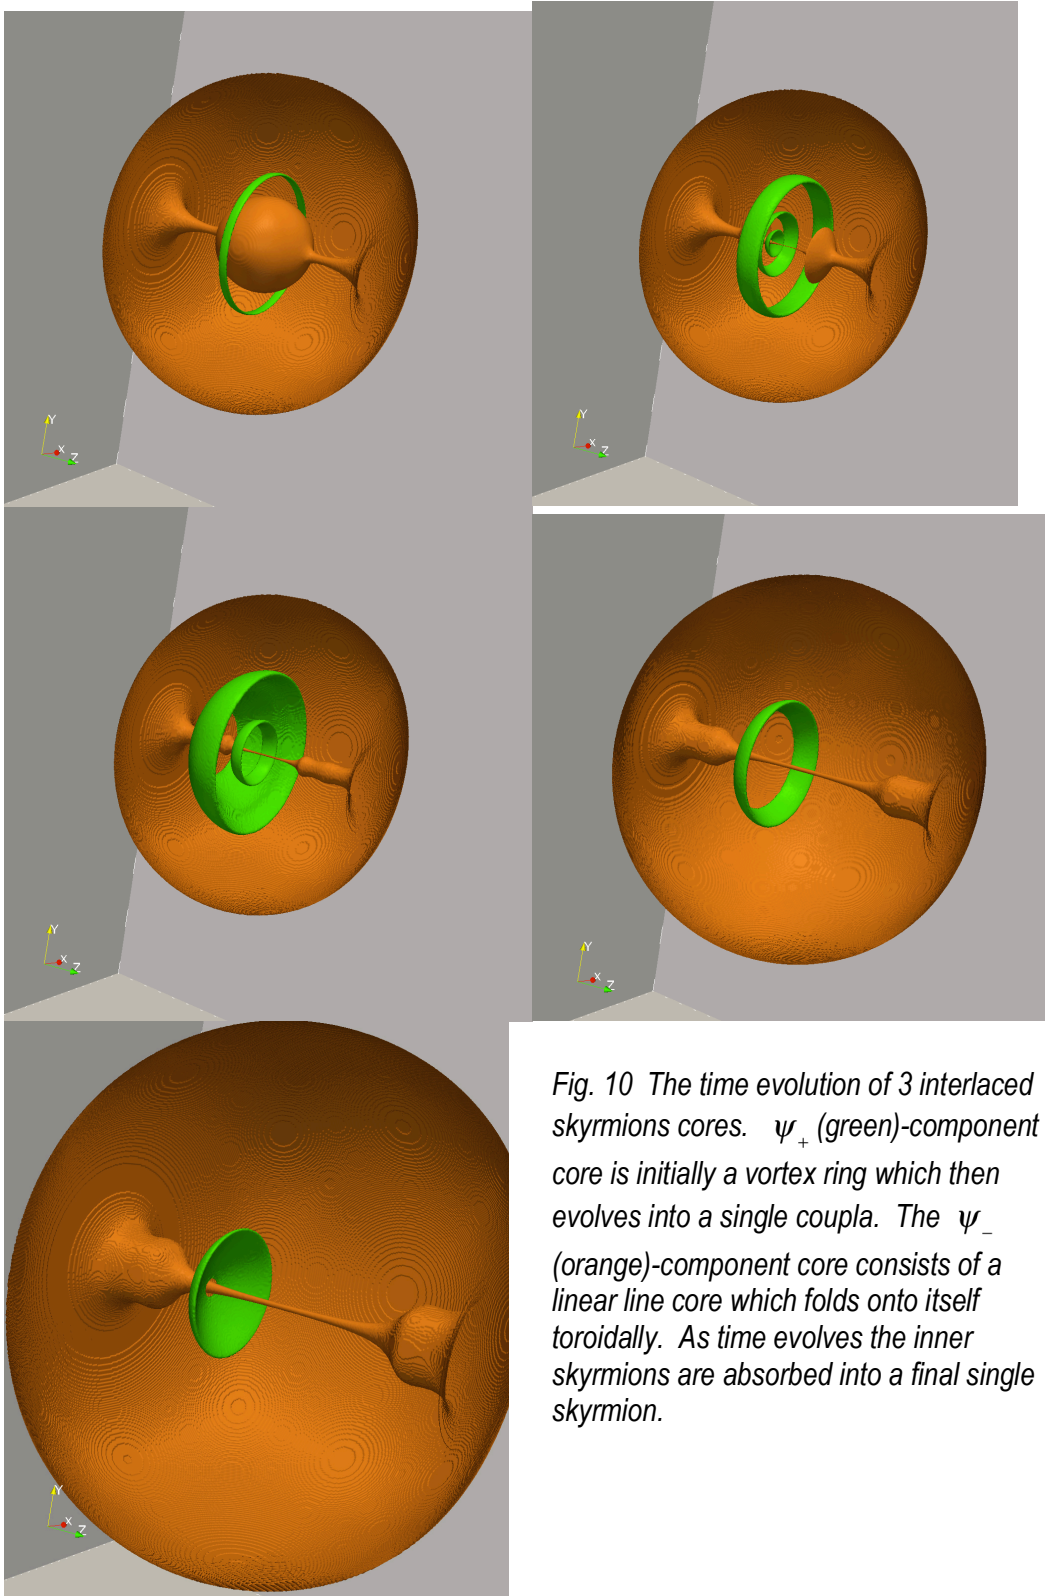 Y
X
Z
Y
X
Z
Y
X
Z
Y
X
Z
Fig. 10 The time evolution of 3 interlaced
skyrmions cores. ψ₊ (green)-component
core is initially a vortex ring which then
evolves into a single coupla. The ψ₋
(orange)-component core consists of a
linear line core which folds onto itself
toroidally. As time evolves the inner
skyrmions are absorbed into a final single
skyrmion.
Y
X
Z